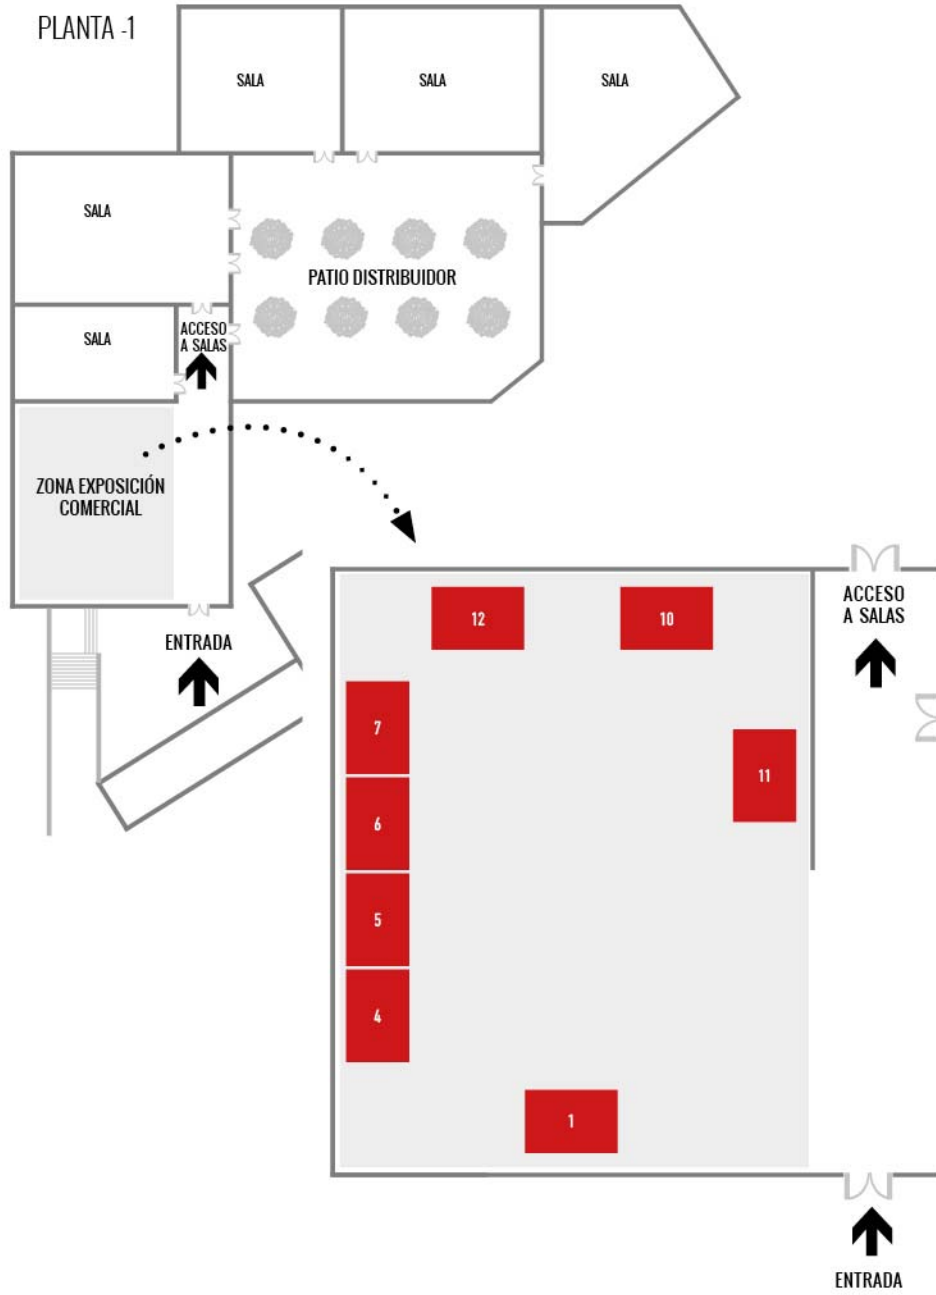 PLANTA -1
SALA
SALA
SALA
SALA
PATIO DISTRIBUIDOR
SALA
ACCESO
A SALAS
ZONA EXPOSICIÓN
COMERCIAL
ENTRADA
ACCESO
A SALAS
12
10
7
11
6
5
4
1
ENTRADA